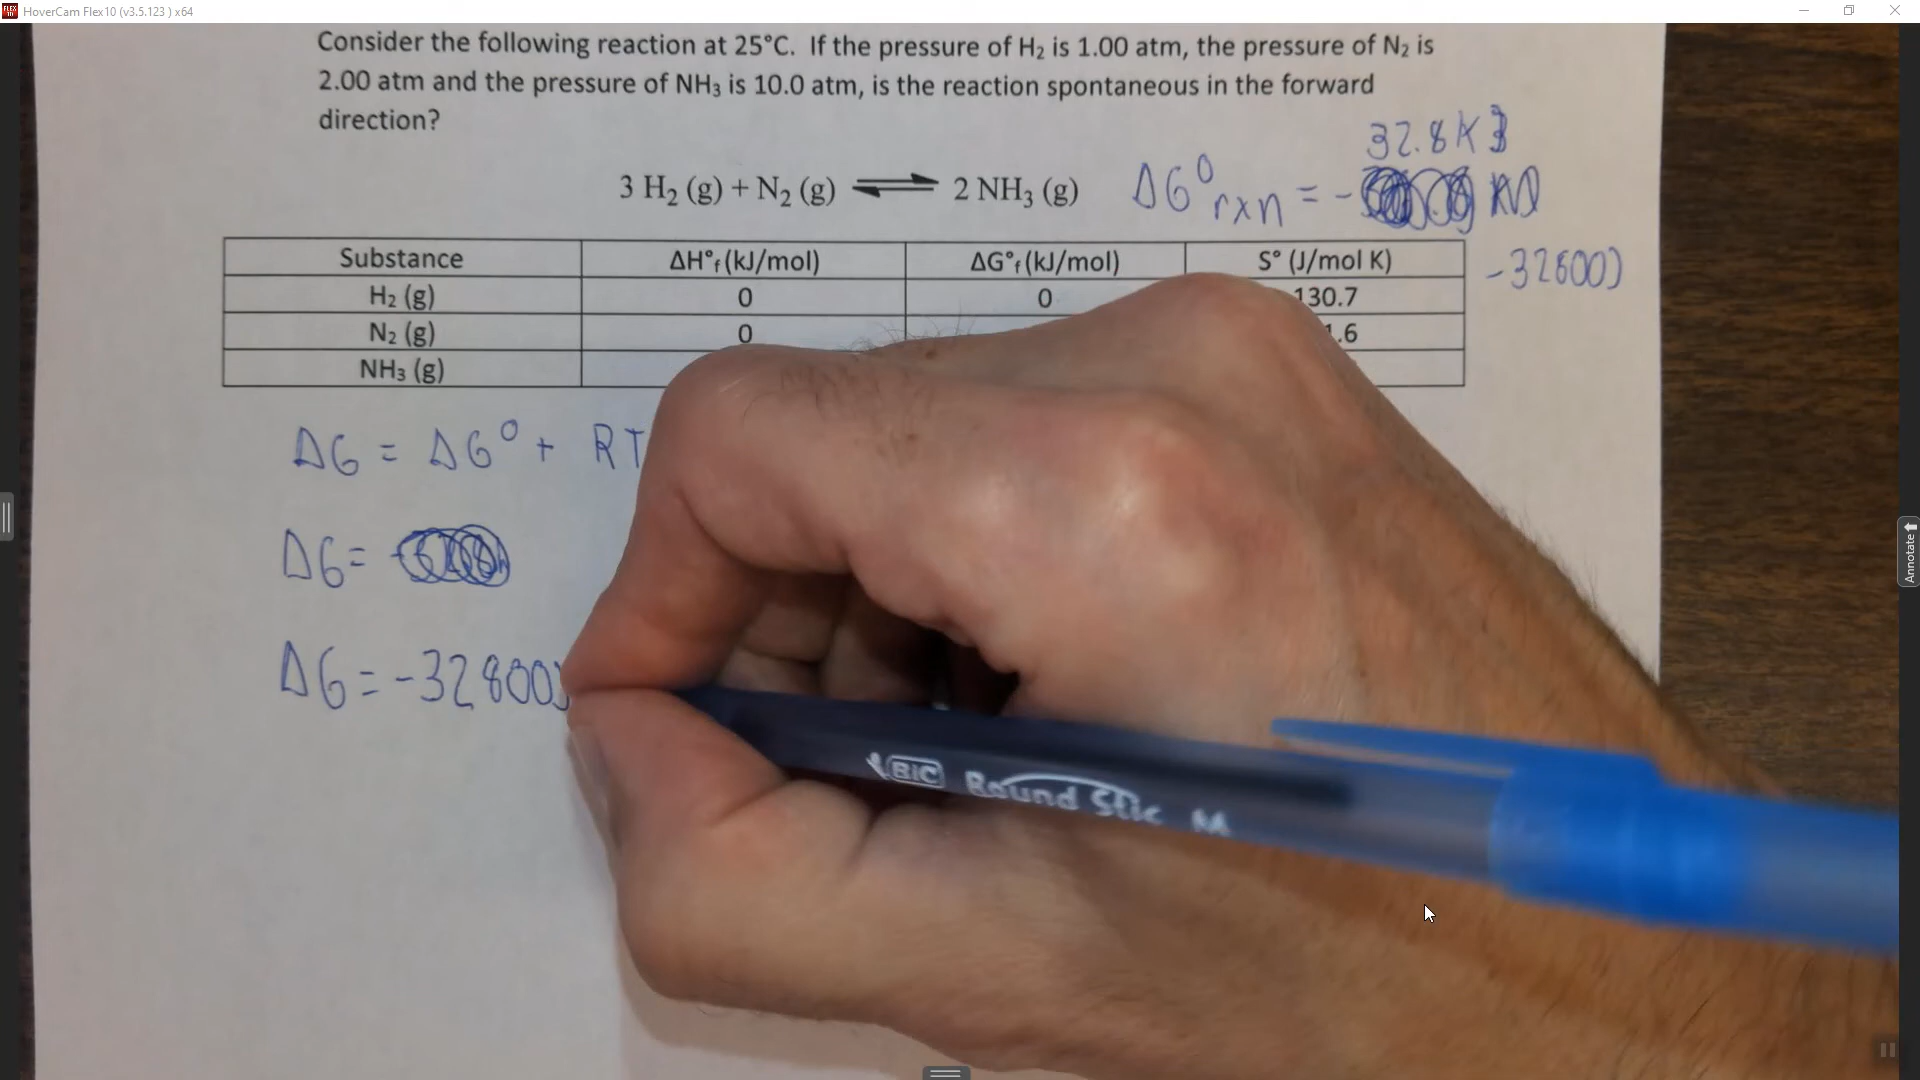 HoverCam Flex10 (v3.5.123 ) x64
Consider the following reaction at 25°C. If the pressure of H₂ is 1.00 atm, the pressure of N₂ is
2.00 atm and the pressure of NH₃ is 10.0 atm, is the reaction spontaneous in the forward
direction?
32.8 KJ
3 H₂ (g) + N₂ (g) ⇌ 2 NH₃ (g) ΔG°rxn = -
Substance ΔH°f (kJ/mol) ΔG°f (kJ/mol) S° (J/mol K)
-32800J
H₂ (g) 0 0 130.7
N₂ (g) 0 .6
NH₃ (g)
ΔG = ΔG° + RT
ΔG =
ΔG = -32800J
BIC Round Stic M
Annotate